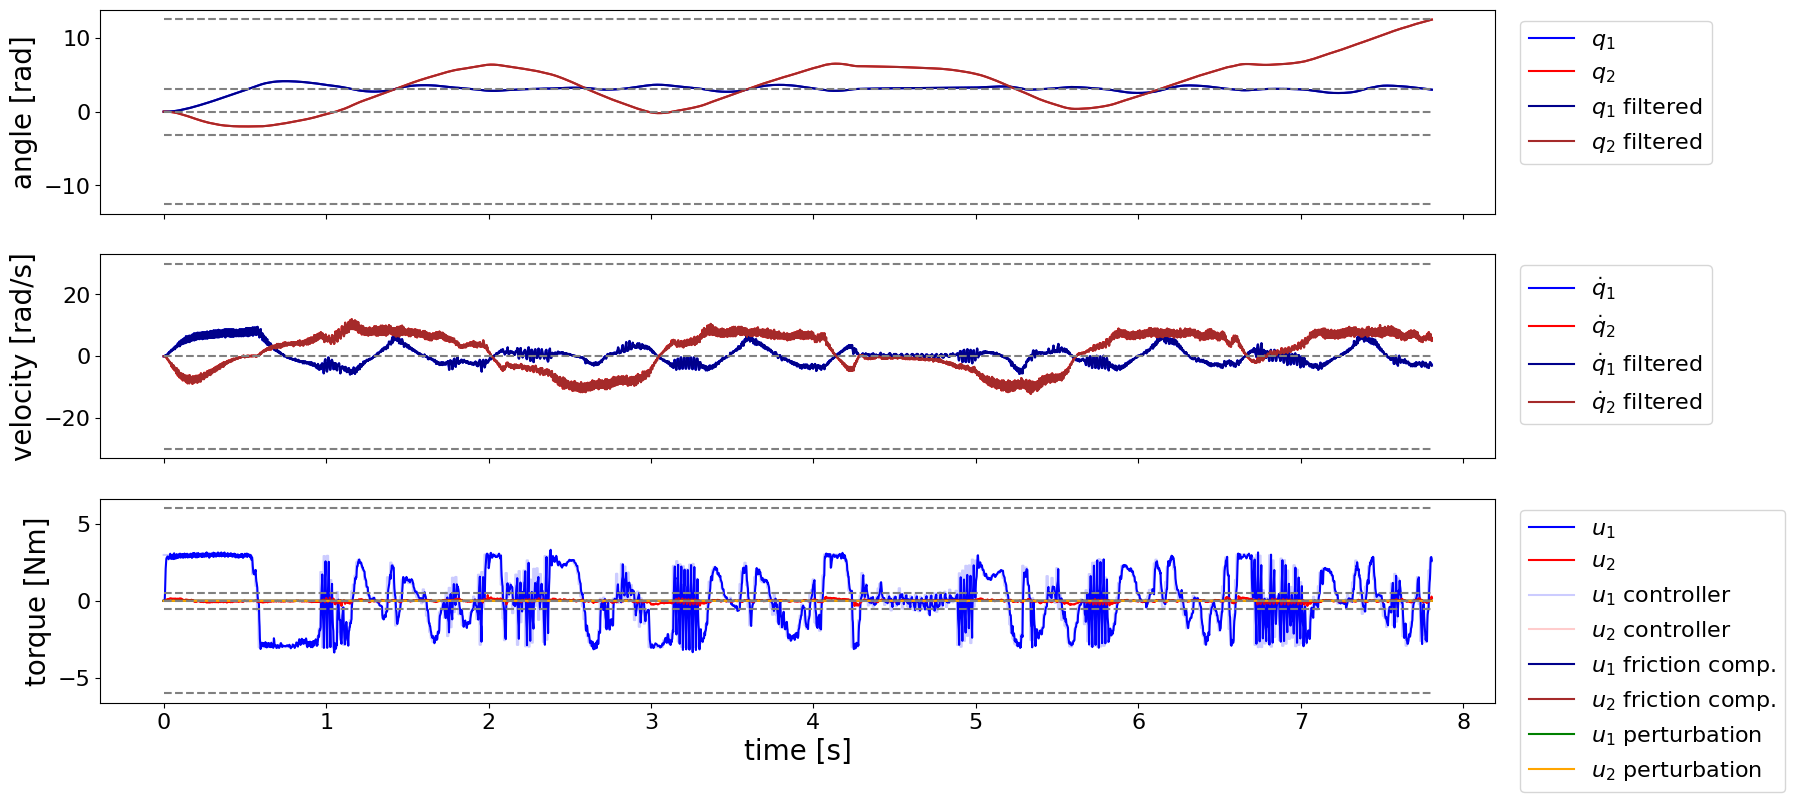 angle [rad]
10
0
−10
q₁
q₂
q₁ filtered
q₂ filtered
velocity [rad/s]
20
0
−20
q̇₁
q̇₂
q̇₁ filtered
q̇₂ filtered
torque [Nm]
5
0
−5
0 1 2 3 4 5 6 7 8
time [s]
u₁
u₂
u₁ controller
u₂ controller
u₁ friction comp.
u₂ friction comp.
u₁ perturbation
u₂ perturbation